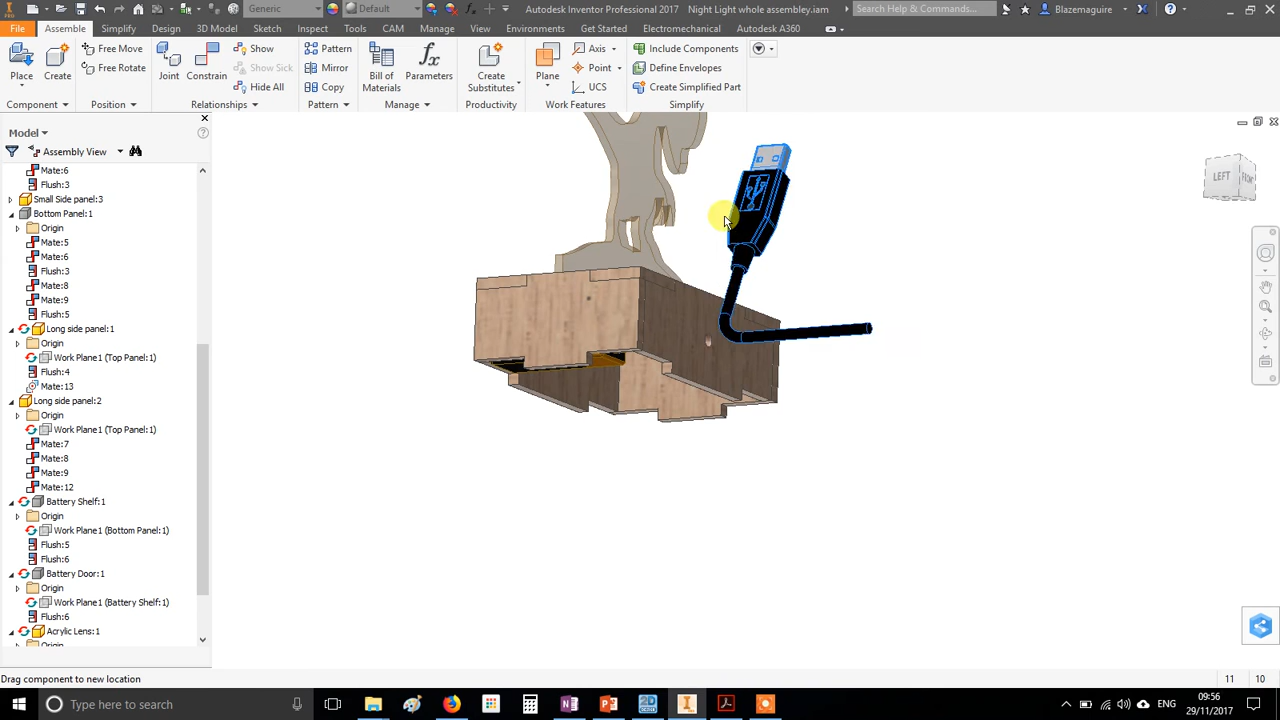 Generic
Default
Autodesk Inventor Professional 2017
Night Light whole assembley.iam
Search Help & Commands...
Blazemaguire
PRO
File
Assemble
Simplify
Design
3D Model
Sketch
Inspect
Tools
CAM
Manage
View
Environments
Get Started
Electromechanical
Autodesk A360
Place
Create
Free Move
Free Rotate
Joint
Constrain
Show
Show Sick
Hide All
Pattern
Mirror
Copy
Bill of
Materials
Parameters
Create
Substitutes
Plane
Axis
Point
UCS
Include Components
Define Envelopes
Create Simplified Part
Component
Position
Relationships
Pattern
Manage
Productivity
Work Features
Simplify
Model
Assembly View
Mate:6
Flush:3
Small Side panel:3
Bottom Panel:1
Origin
Mate:5
Mate:6
Flush:3
Mate:8
Mate:9
Flush:5
Long side panel:1
Origin
Work Plane1 (Top Panel:1)
Flush:4
Mate:13
Long side panel:2
Origin
Work Plane1 (Top Panel:1)
Mate:7
Mate:8
Mate:9
Mate:12
Battery Shelf:1
Origin
Work Plane1 (Bottom Panel:1)
Flush:5
Flush:6
Battery Door:1
Origin
Work Plane1 (Battery Shelf:1)
Flush:6
Acrylic Lens:1
Origin
LEFT
Drag component to new location
11
10
Type here to search
ENG
09:56
29/11/2017